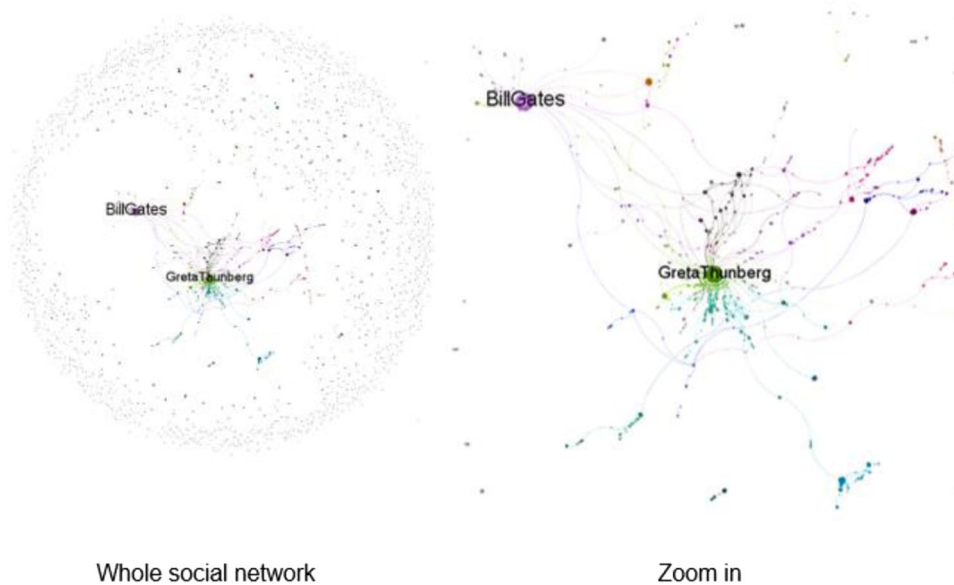 BillGates
GretaThunberg
BillGates
GretaThunberg
Whole social network
Zoom in